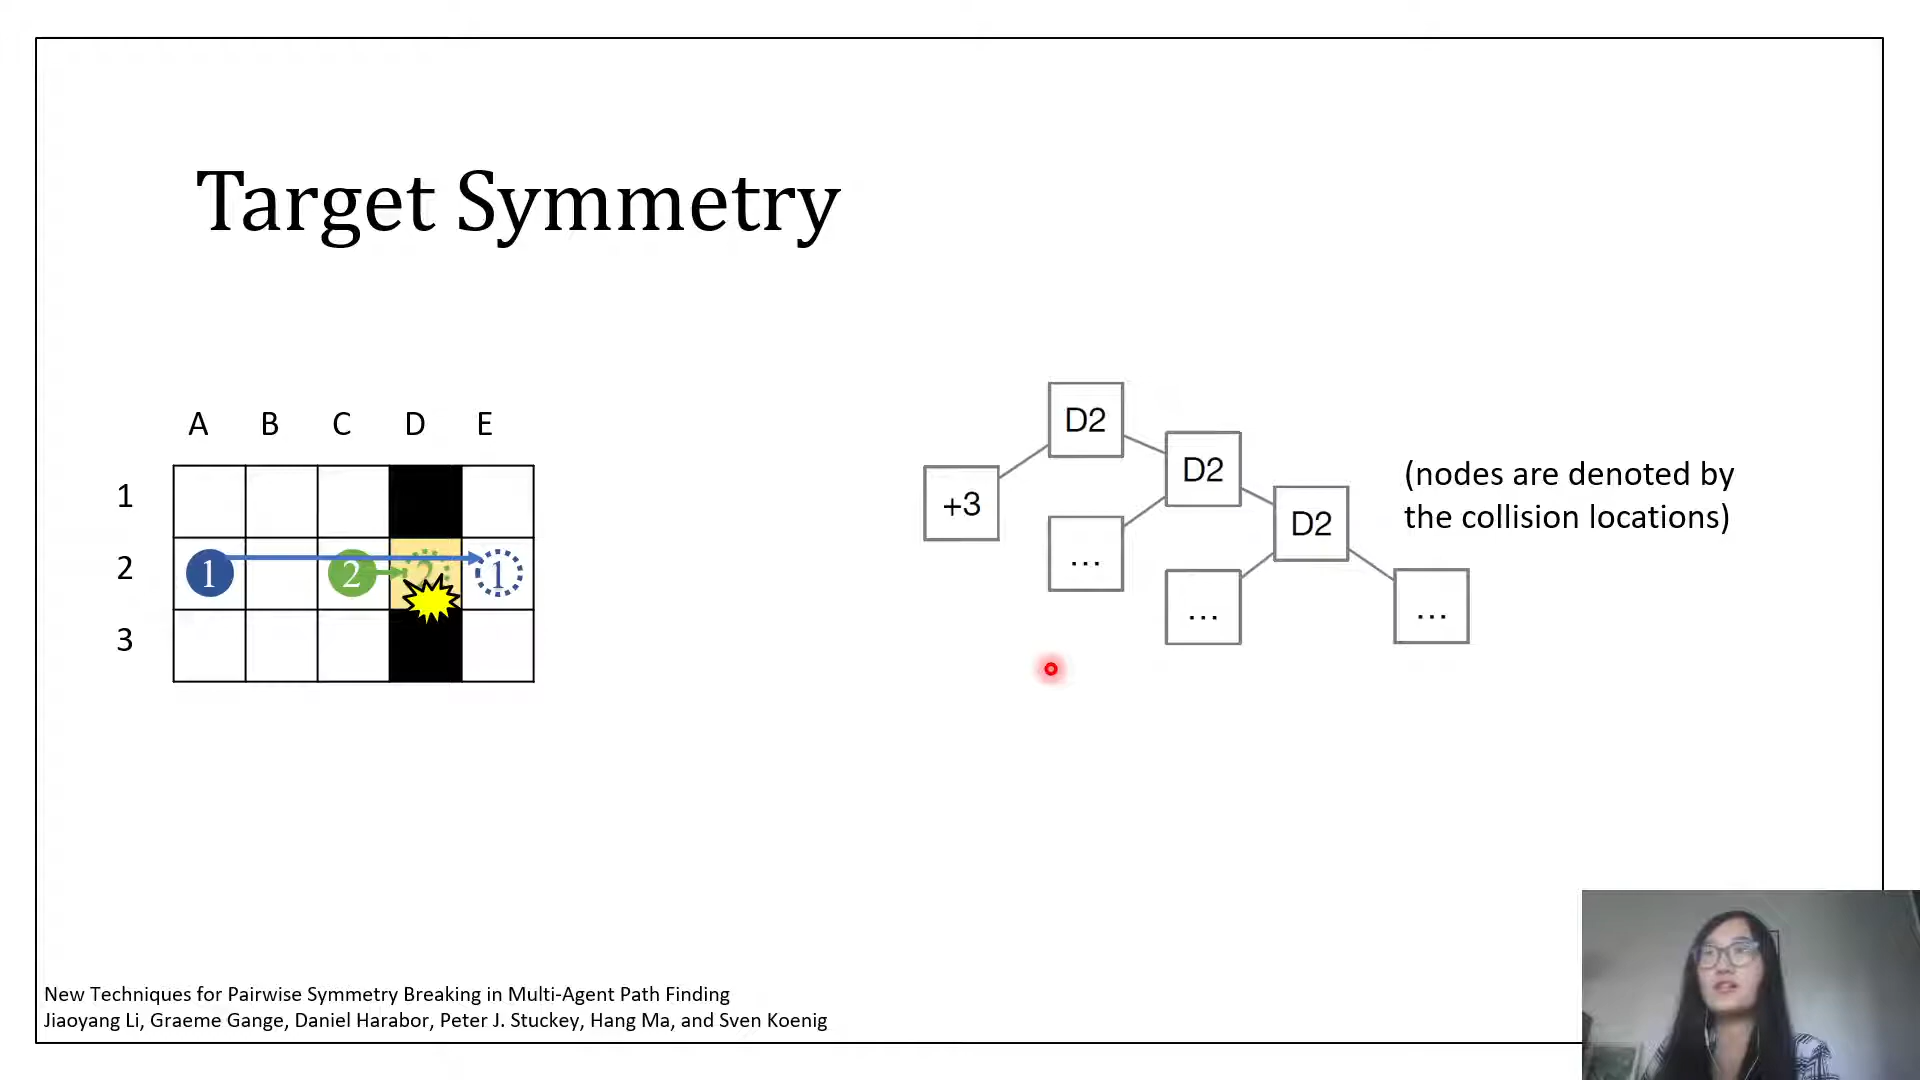 Target Symmetry
A B C D E
1
2
3
1 2 2 1
D2
D2
D2
+3
...
...
...
(nodes are denoted by
the collision locations)
New Techniques for Pairwise Symmetry Breaking in Multi-Agent Path Finding
Jiaoyang Li, Graeme Gange, Daniel Harabor, Peter J. Stuckey, Hang Ma, and Sven Koenig